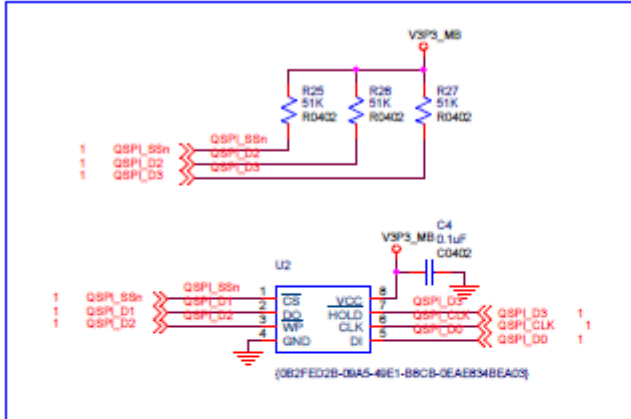 V3P3_MB
R25 R26 R27
51K 51K 51K
R0402 R0402 R0402
1 QSPI_SSn QSPI_SSn
1 QSPI_D2 QSPI_D2
1 QSPI_D3 QSPI_D3
C4
V3P3_MB 0.1uF
C0402
U2
1 QSPI_SSn QSPI_SSn 1 CS VCC 8
1 QSPI_D1 QSPI_D1 2 DO HOLD 7 QSPI_D3 QSPI_D3 1
1 QSPI_D2 QSPI_D2 3 WP CLK 6 QSPI_CLK QSPI_CLK 1
4 GND DI 5 QSPI_D0 QSPI_D0 1
{0B2FED2B-09A5-49E1-B8CB-0EAE834BEA03}